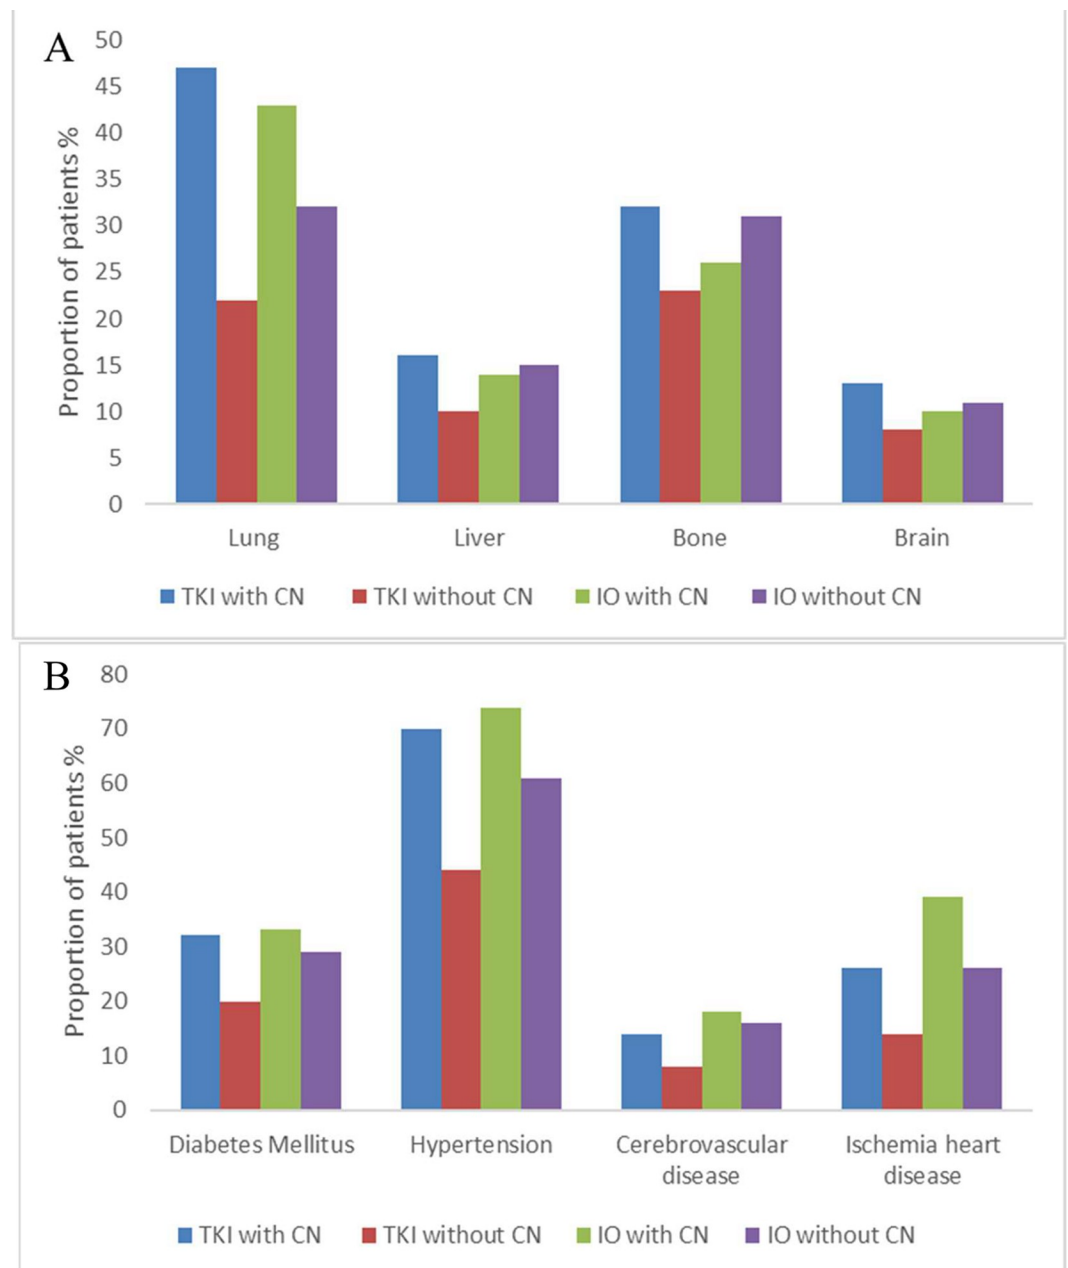 A
Proportion of patients %
50
45
40
35
30
25
20
15
10
5
0
Lung Liver Bone Brain
TKI with CN TKI without CN IO with CN IO without CN
B
Proportion of patients %
80
70
60
50
40
30
20
10
0
Diabetes Mellitus Hypertension Cerebrovascular Ischemia heart
disease disease
TKI with CN TKI without CN IO with CN IO without CN